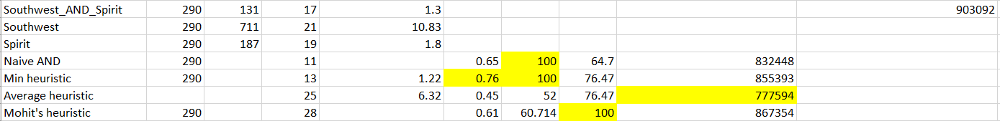 Southwest_AND_Spirit 290 131 17 1.3 903092
Southwest 290 711 21 10.83
Spirit 290 187 19 1.8
Naive AND 290 11 0.65 100 64.7 832448
Min heuristic 290 13 1.22 0.76 100 76.47 855393
Average heuristic 25 6.32 0.45 52 76.47 777594
Mohit's heuristic 290 28 0.61 60.714 100 867354